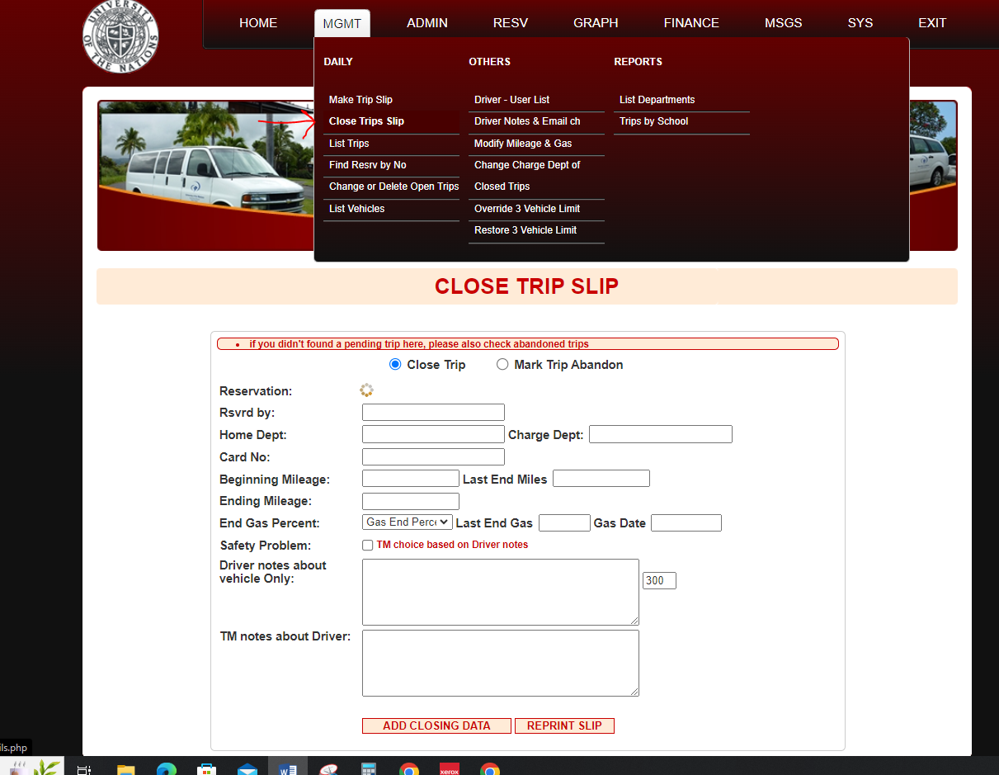 UNIVERSITY OF THE NATIONS
HOME MGMT ADMIN RESV GRAPH FINANCE MSGS SYS EXIT
DAILY OTHERS REPORTS
Make Trip Slip Driver - User List List Departments
Close Trips Slip Driver Notes & Email ch Trips by School
List Trips Modify Mileage & Gas
Find Resrv by No Change Charge Dept of
Change or Delete Open Trips Closed Trips
List Vehicles Override 3 Vehicle Limit
Restore 3 Vehicle Limit
CLOSE TRIP SLIP
if you didn't found a pending trip here, please also check abandoned trips
Close Trip Mark Trip Abandon
Reservation:
Rsvrd by:
Home Dept: Charge Dept:
Card No:
Beginning Mileage: Last End Miles
Ending Mileage:
End Gas Percent: Gas End Perce Last End Gas Gas Date
Safety Problem: TM choice based on Driver notes
Driver notes about
vehicle Only: 300
TM notes about Driver:
ADD CLOSING DATA REPRINT SLIP
ils.php
xerox